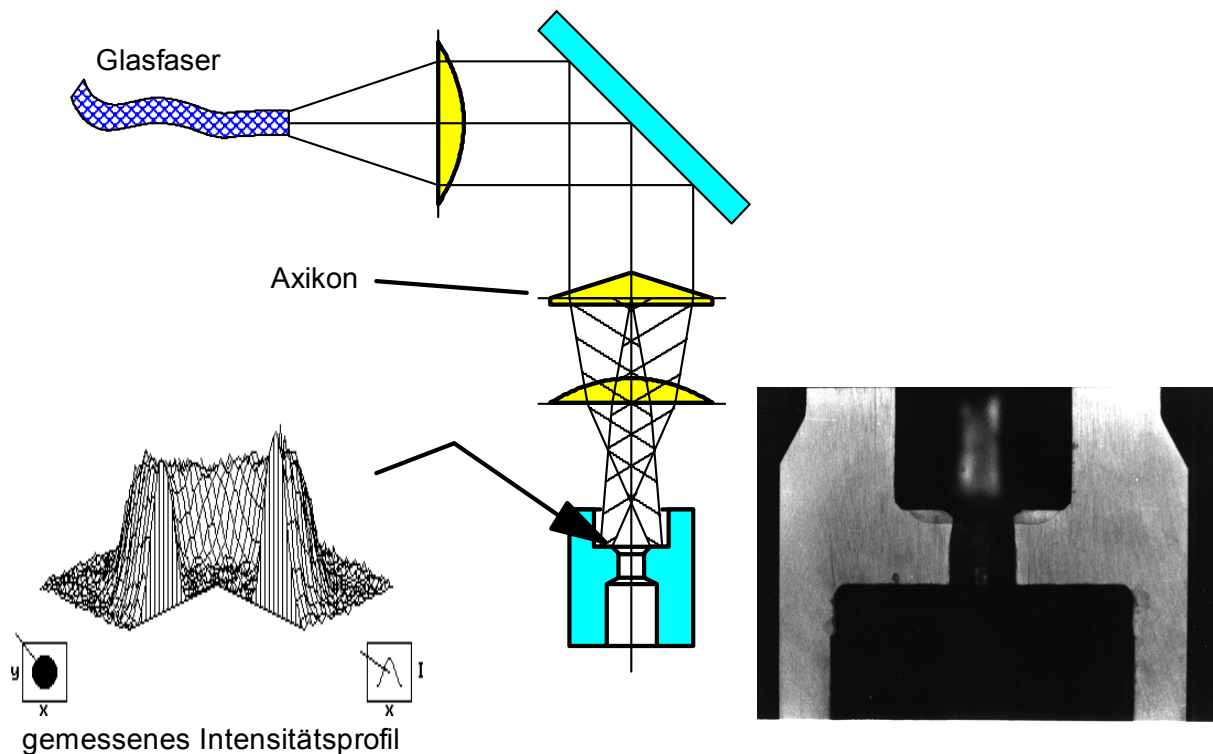 Glasfaser
Axikon
y
x
I
x
gemessenes Intensitätsprofil